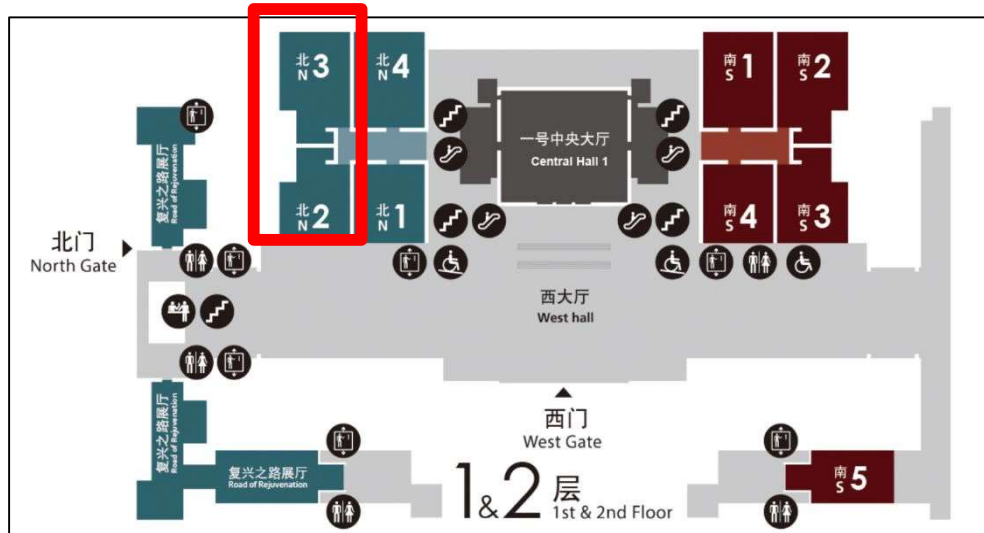 北
N 3
北
N 4
南
S 1
南
S 2
一号中央大厅
Central Hall 1
复兴之路展厅
Road of Rejuvenation
北
N 2
北
N 1
南
S 4
南
S 3
北门
North Gate
西大厅
West hall
西门
West Gate
复兴之路展厅
Road of Rejuvenation
复兴之路展厅
Road of Rejuvenation
1&2 层
1st & 2nd Floor
南
S 5